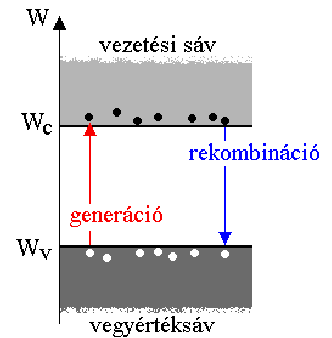 W
vezetési sáv
Wc
rekombináció
generáció
Wv
vegyértéksáv